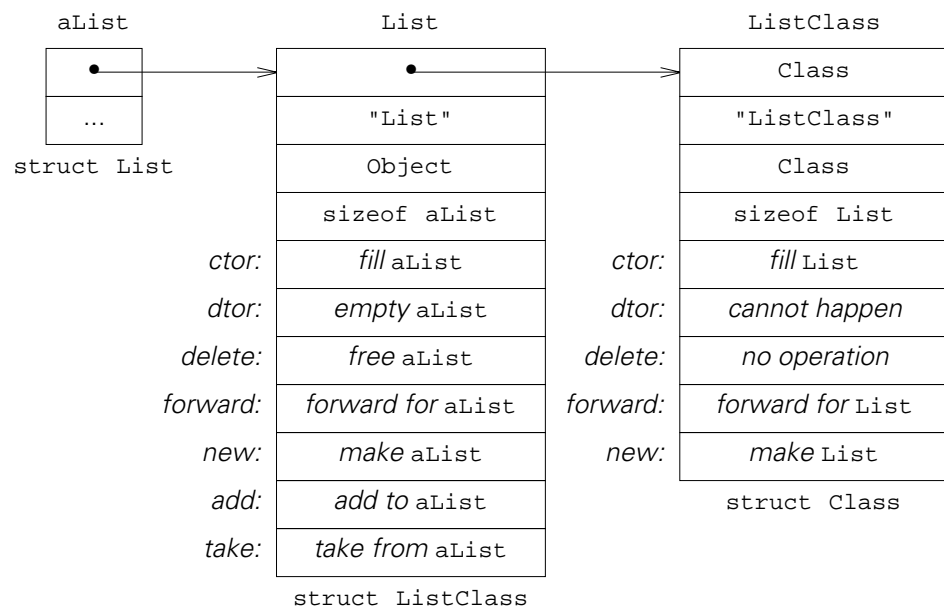 aList List ListClass
Class
... "List" "ListClass"
struct List Object Class
sizeof aList sizeof List
ctor: fill aList ctor: fill List
dtor: empty aList dtor: cannot happen
delete: free aList delete: no operation
forward: forward for aList forward: forward for List
new: make aList new: make List
add: add to aList struct Class
take: take from aList
struct ListClass